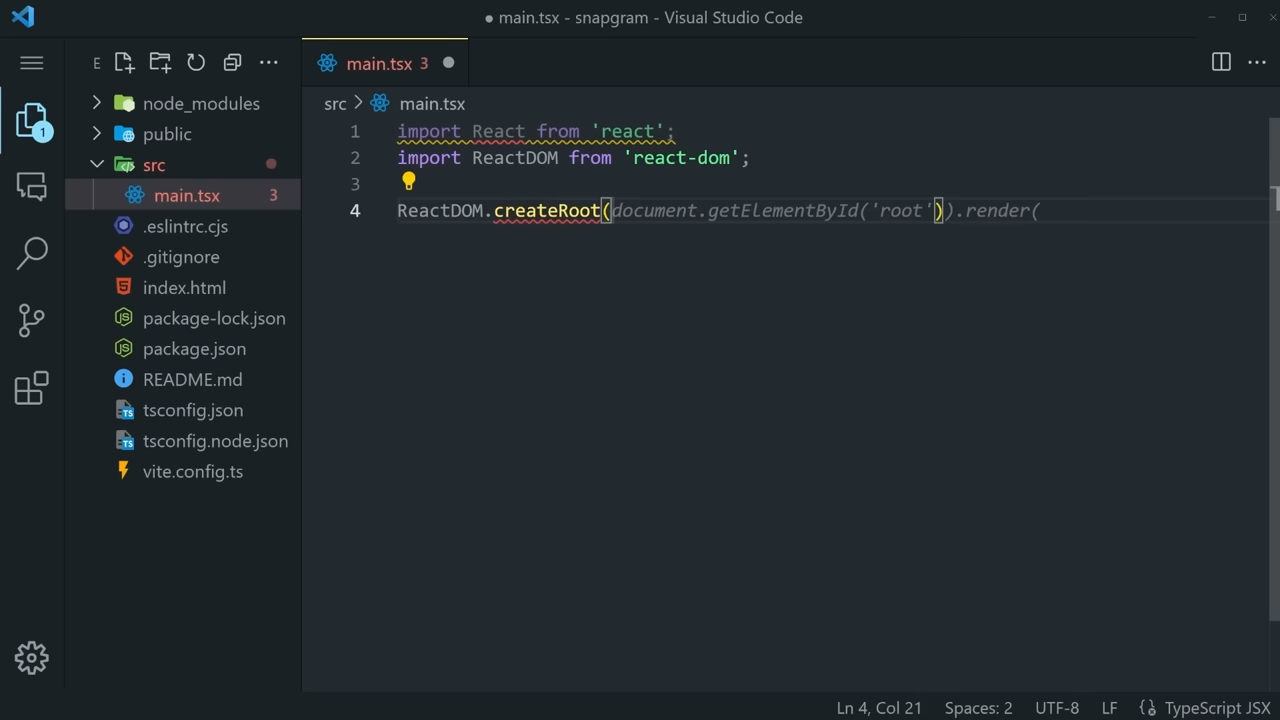 ● main.tsx - snapgram - Visual Studio Code
E
main.tsx 3
node_modules
public
src
main.tsx 3
.eslintrc.cjs
.gitignore
index.html
package-lock.json
package.json
README.md
tsconfig.json
tsconfig.node.json
vite.config.ts
1
src > main.tsx
1 import React from 'react';
2 import ReactDOM from 'react-dom';
3
4 ReactDOM.createRoot(document.getElementById('root')).render(
Ln 4, Col 21 Spaces: 2 UTF-8 LF {} TypeScript JSX